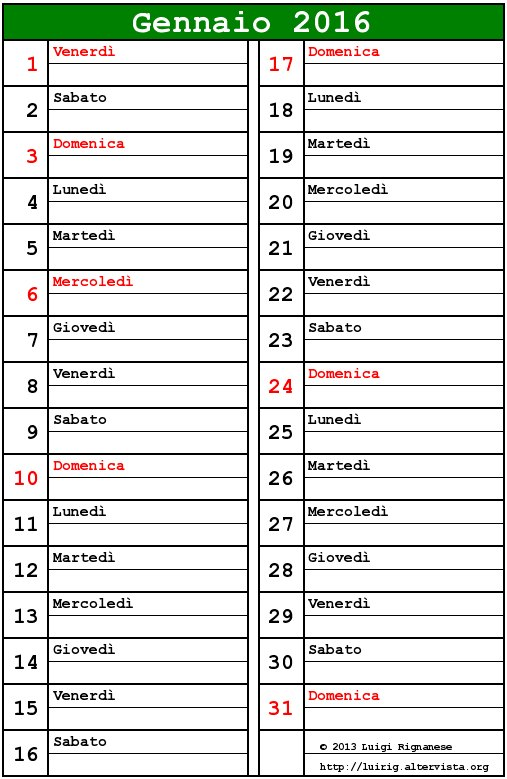 Gennaio 2016
1 Venerdì
2 Sabato
3 Domenica
4 Lunedì
5 Martedì
6 Mercoledì
7 Giovedì
8 Venerdì
9 Sabato
10 Domenica
11 Lunedì
12 Martedì
13 Mercoledì
14 Giovedì
15 Venerdì
16 Sabato
17 Domenica
18 Lunedì
19 Martedì
20 Mercoledì
21 Giovedì
22 Venerdì
23 Sabato
24 Domenica
25 Lunedì
26 Martedì
27 Mercoledì
28 Giovedì
29 Venerdì
30 Sabato
31 Domenica
© 2013 Luigi Rignanese
http://luirig.altervista.org